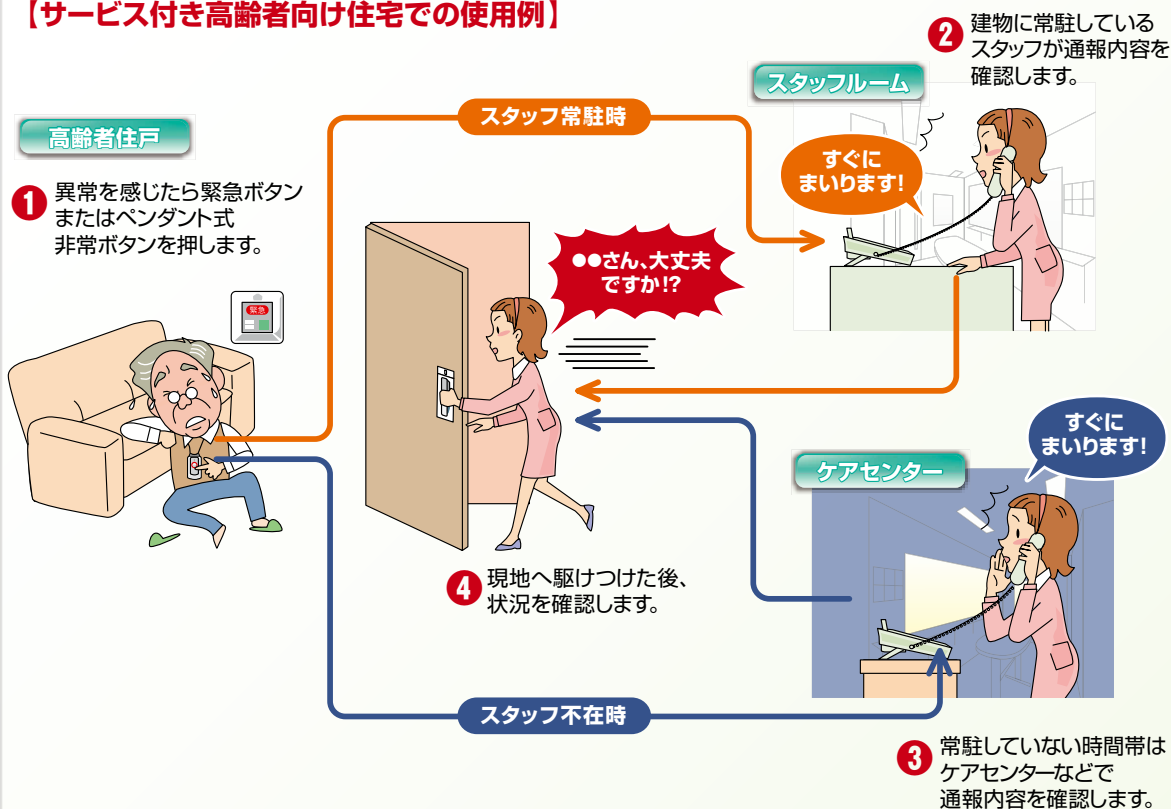 【サービス付き高齢者向け住宅での使用例】
高齢者住戸
❶ 異常を感じたら緊急ボタン
またはペンダント式
非常ボタンを押します。
緊急
スタッフ常駐時
スタッフルーム
❷ 建物に常駐している
スタッフが通報内容を
確認します。
すぐに
まいります!
●●さん、大丈夫
ですか!?
❹ 現地へ駆けつけた後、
状況を確認します。
ケアセンター
すぐに
まいります!
スタッフ不在時
❸ 常駐していない時間帯は
ケアセンターなどで
通報内容を確認します。